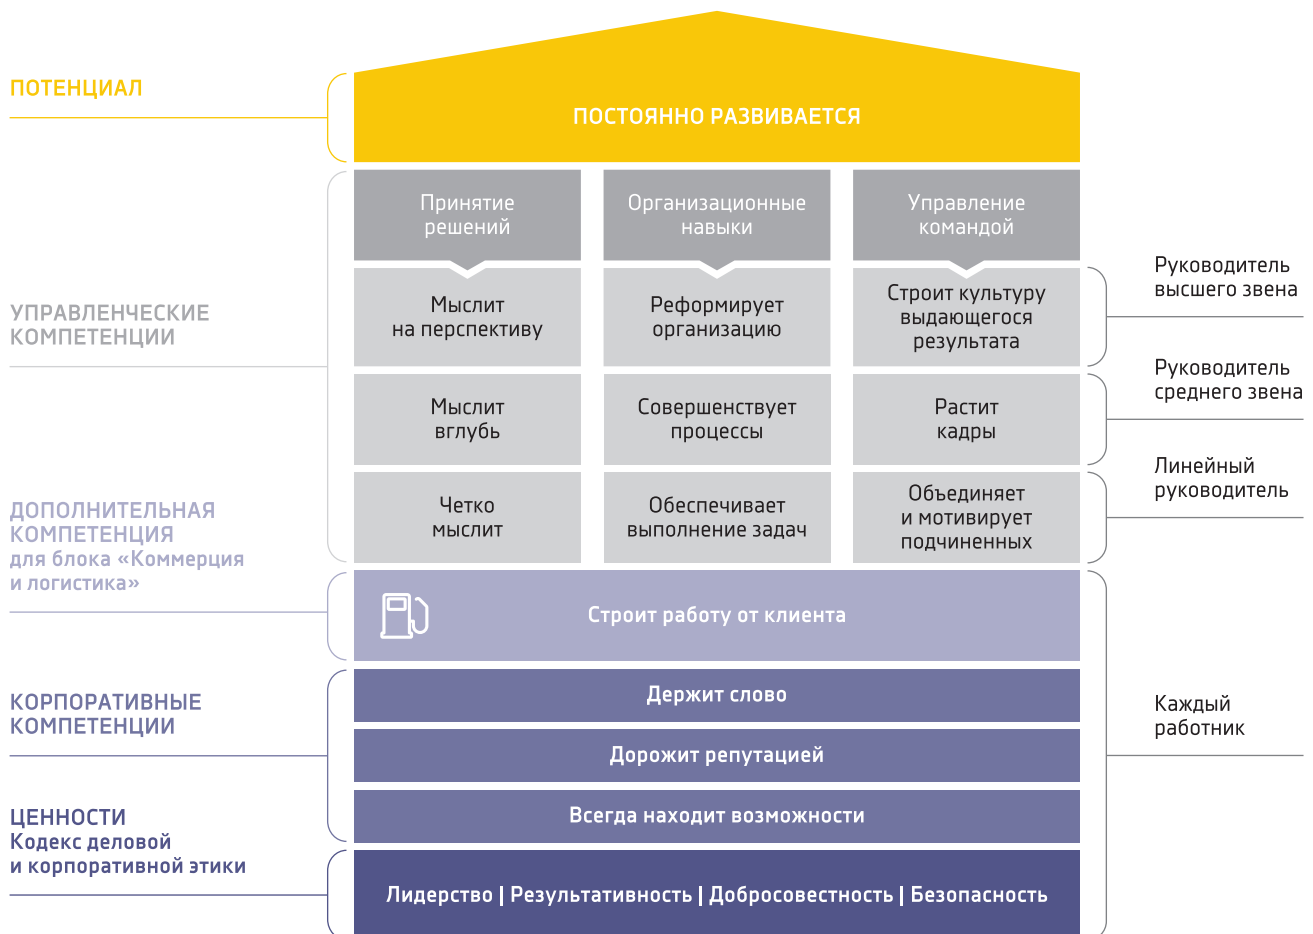 ПОТЕНЦИАЛ
ПОСТОЯННО РАЗВИВАЕТСЯ
УПРАВЛЕНЧЕСКИЕ
КОМПЕТЕНЦИИ
Принятие
решений
Организационные
навыки
Управление
командой
Мыслит
на перспективу
Реформирует
организацию
Строит культуру
выдающегося
результата
Руководитель
высшего звена
Мыслит
вглубь
Совершенствует
процессы
Растит
кадры
Руководитель
среднего звена
Четко
мыслит
Обеспечивает
выполнение задач
Объединяет
и мотивирует
подчиненных
Линейный
руководитель
ДОПОЛНИТЕЛЬНАЯ
КОМПЕТЕНЦИЯ
для блока «Коммерция
и логистика»
Строит работу от клиента
КОРПОРАТИВНЫЕ
КОМПЕТЕНЦИИ
Держит слово
Дорожит репутацией
Всегда находит возможности
Каждый
работник
ЦЕННОСТИ
Кодекс деловой
и корпоративной этики
Лидерство | Результативность | Добросовестность | Безопасность